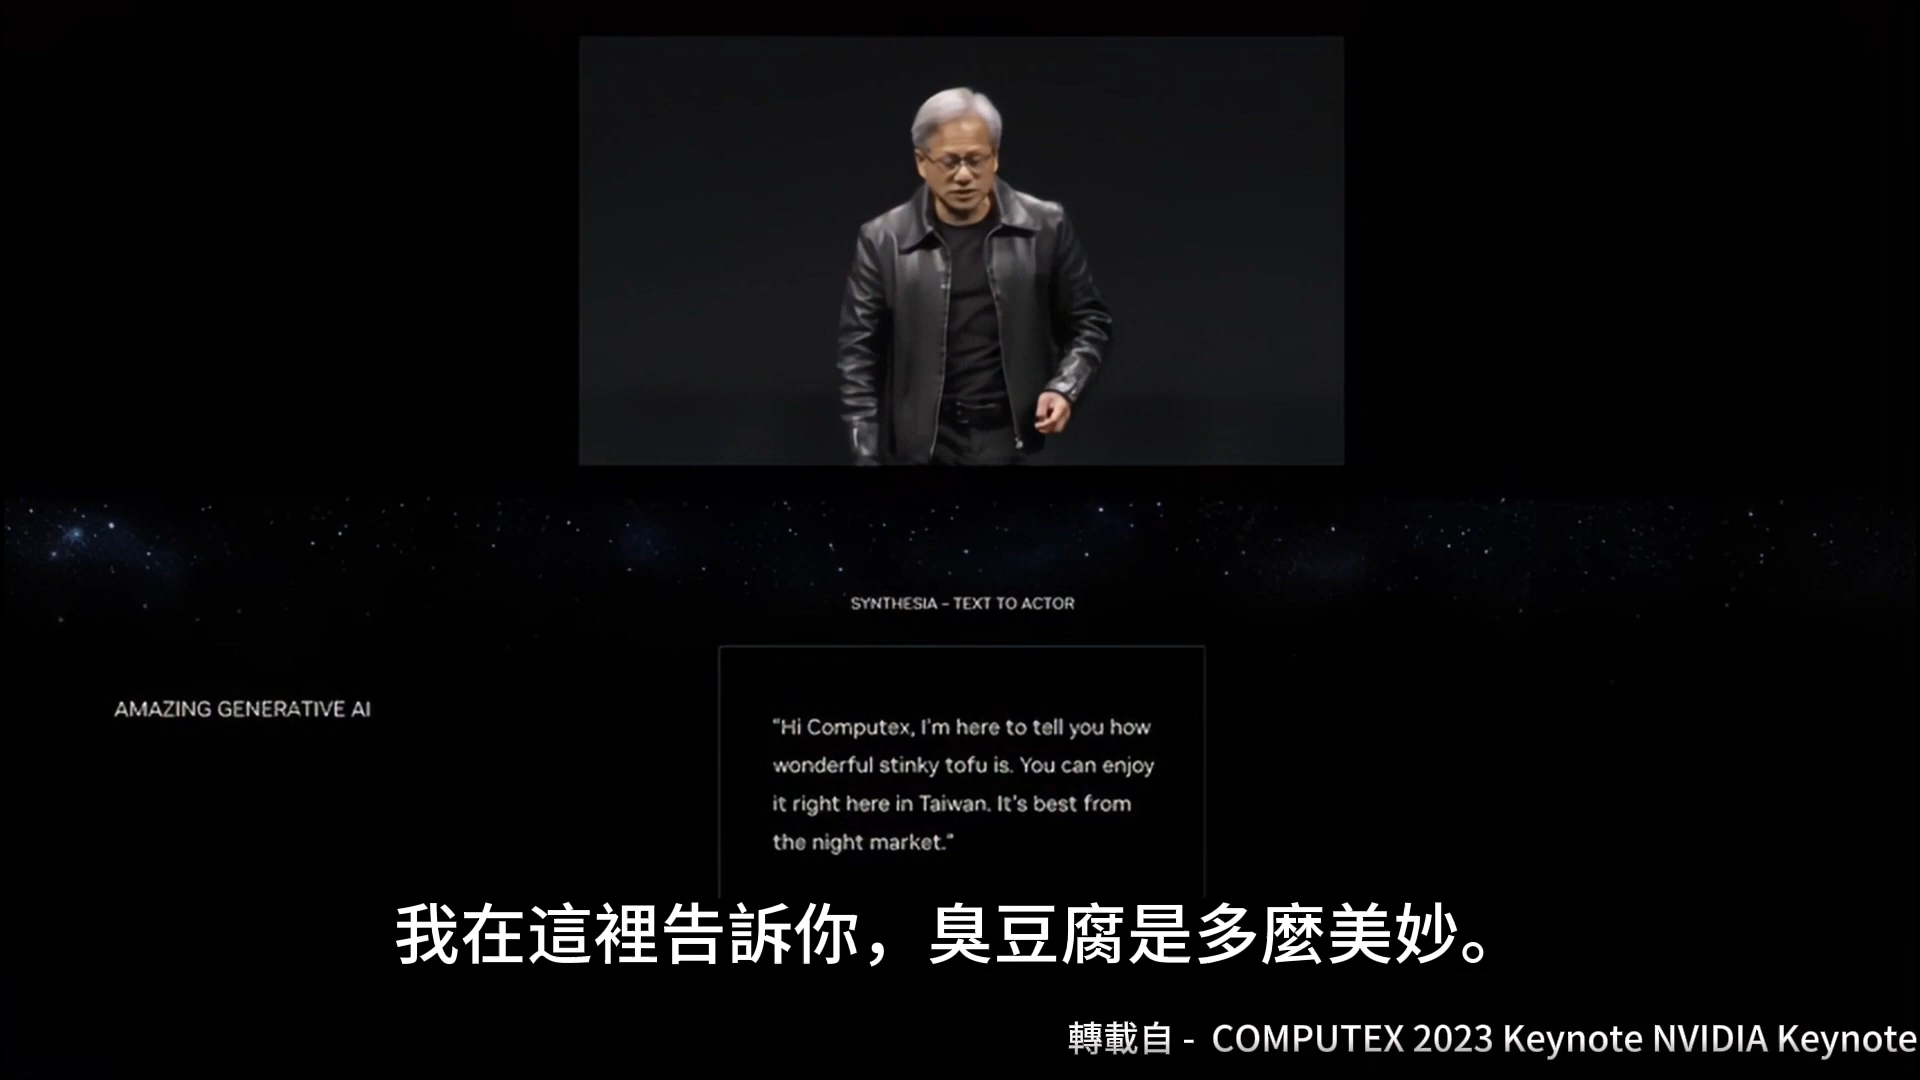 SYNTHESIA – TEXT TO ACTOR
AMAZING GENERATIVE AI
“Hi Computex, I’m here to tell you how
wonderful stinky tofu is. You can enjoy
it right here in Taiwan. It’s best from
the night market.”
我在這裡告訴你，臭豆腐是多麼美妙。
轉載自 - COMPUTEX 2023 Keynote NVIDIA Keynote